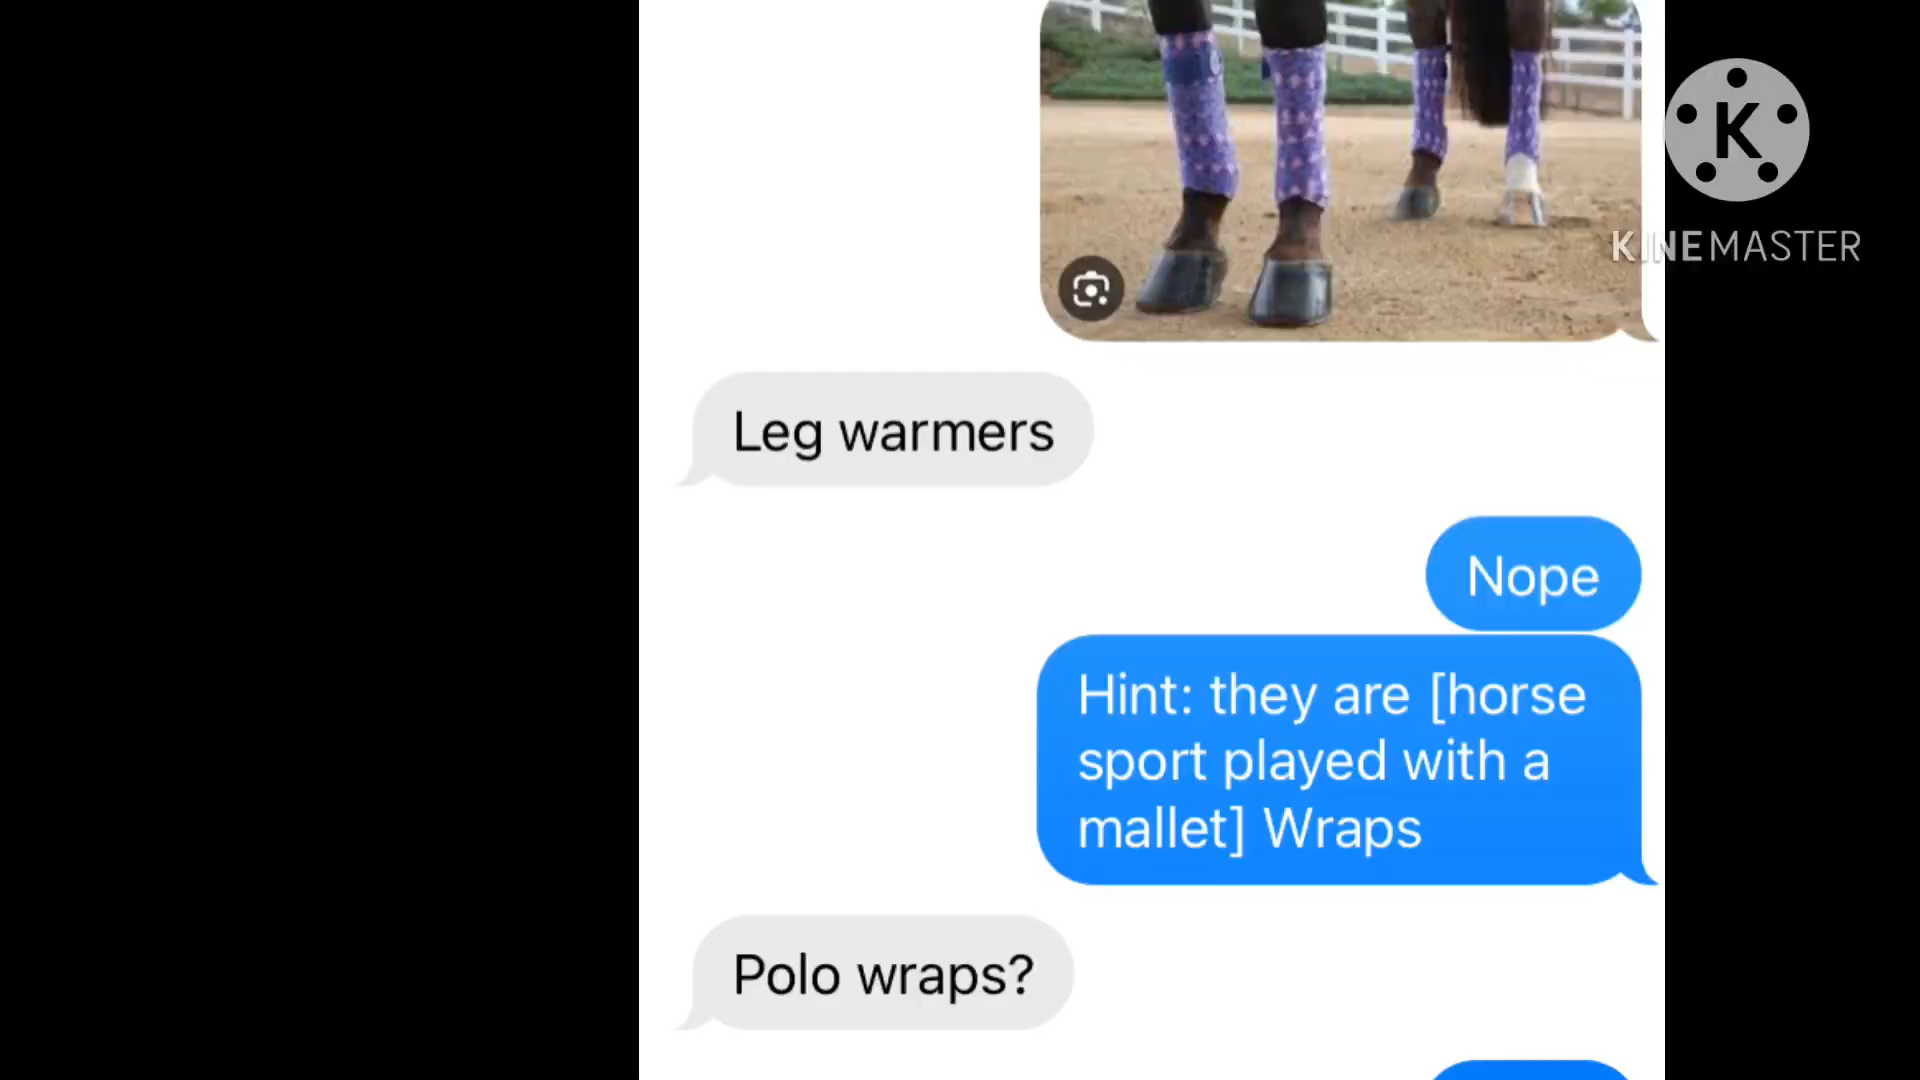 K
KINEMASTER
Leg warmers
Nope
Hint: they are [horse
sport played with a
mallet] Wraps
Polo wraps?